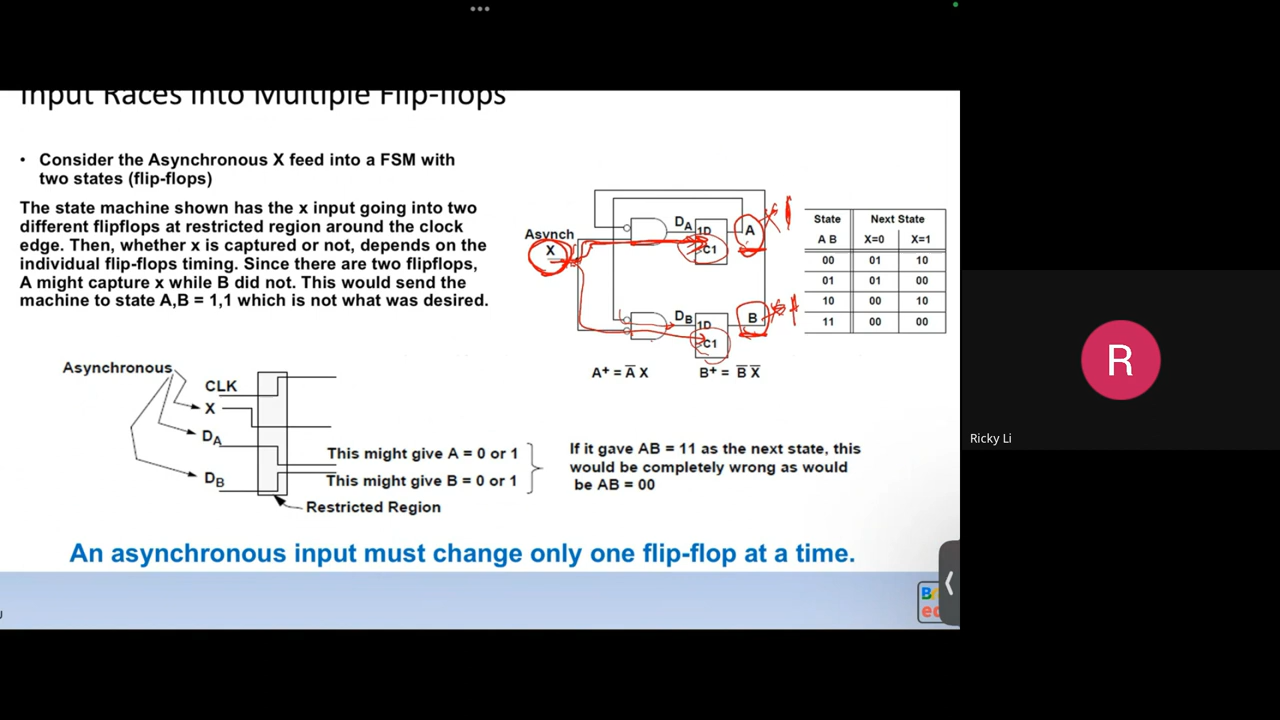 Input Races into Multiple Flip-flops
• Consider the Asynchronous X feed into a FSM with
two states (flip-flops)
The state machine shown has the x input going into two
different flipflops at restricted region around the clock
edge. Then, whether x is captured or not, depends on the
individual flip-flops timing. Since there are two flipflops,
A might capture x while B did not. This would send the
machine to state A,B = 1,1 which is not what was desired.
Asynch
X
DA
1D
C1
A
DB
1D
C1
B
A+ = A̅ X
B+ = B̅ X̅
State Next State
A B X=0 X=1
00 01 10
01 01 00
10 00 10
11 00 00
Asynchronous
CLK
X
DA
DB
This might give A = 0 or 1
This might give B = 0 or 1
Restricted Region
If it gave AB = 11 as the next state, this
would be completely wrong as would
be AB = 00
An asynchronous input must change only one flip-flop at a time.
R
Ricky Li